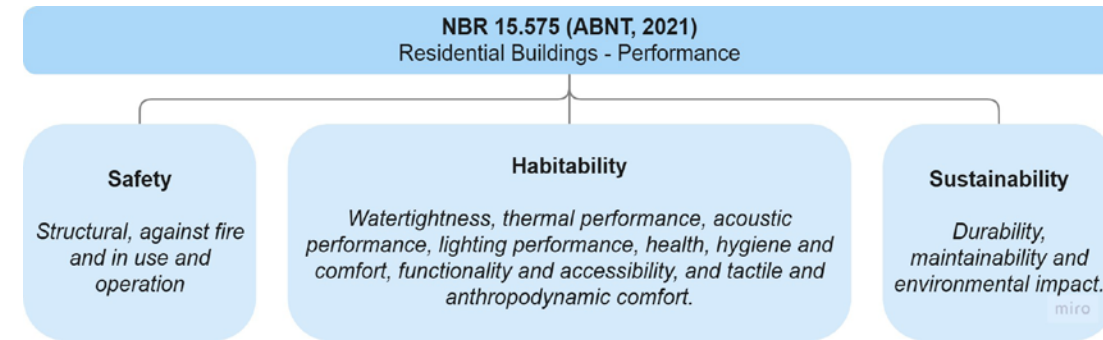 NBR 15.575 (ABNT, 2021)
Residential Buildings - Performance
Safety
Structural, against fire
and in use and
operation
Habitability
Watertightness, thermal performance, acoustic
performance, lighting performance, health, hygiene and
comfort, functionality and accessibility, and tactile and
anthropodynamic comfort.
Sustainability
Durability,
maintainability and
environmental impact.
miro